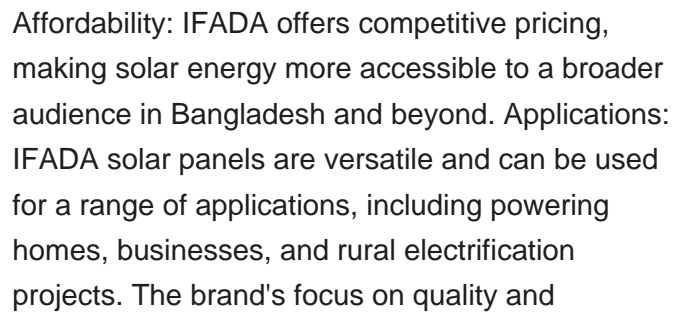 Affordability: IFADA offers competitive pricing,
making solar energy more accessible to a broader
audience in Bangladesh and beyond. Applications:
IFADA solar panels are versatile and can be used
for a range of applications, including powering
homes, businesses, and rural electrification
projects. The brand's focus on quality and